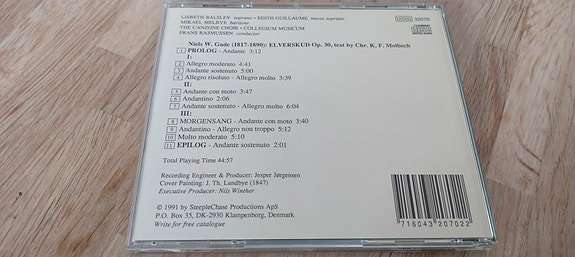 LISBETH BALSLEV soprano - EDITH GUILLAUME mezzo soprano
MIKAEL MELBYE Baritone
THE CANZONE CHOIR - COLLEGIUM MUSICUM
FRANS RASMUSSEN conductor
32070
Niels W. Gade (1817-1890): ELVERSKUD Op. 30, text by Chr. K. F. Molbech
1 PROLOG - Andante 3:12
I:
2 Allegro moderato 4:41
3 Andante sostenuto 5:00
4 Allegro risoluto - Allegro molto 3:39
II:
5 Andante con moto 3:47
6 Andantino 2:06
7 Andante sostenuto - Allegro molto 6:04
III:
8 MORGENSANG - Andante con moto 3:40
9 Andantino - Allegro non troppo 5:12
10 Molto moderato 5:10
11 EPILOG - Andante sostenuto 2:01
Total Playing Time 44:57
Recording Engineer & Producer: Jesper Jørgensen
Cover Painting: J. Th. Lundbye (1847)
Executive Producer: Nils Winther
© 1991 by SteepleChase Productions ApS
P.O. Box 35, DK-2930 Klampenborg, Denmark
Write for free catalogue
716043 207022